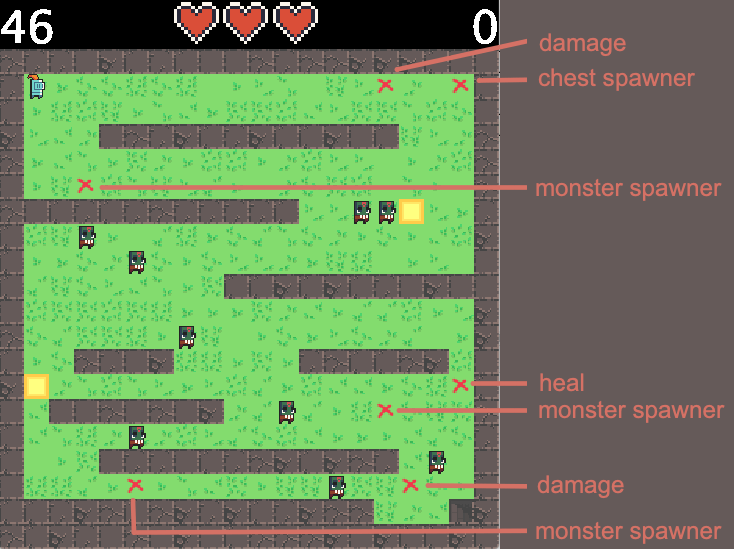 46
0
damage
chest spawner
monster spawner
heal
monster spawner
damage
monster spawner